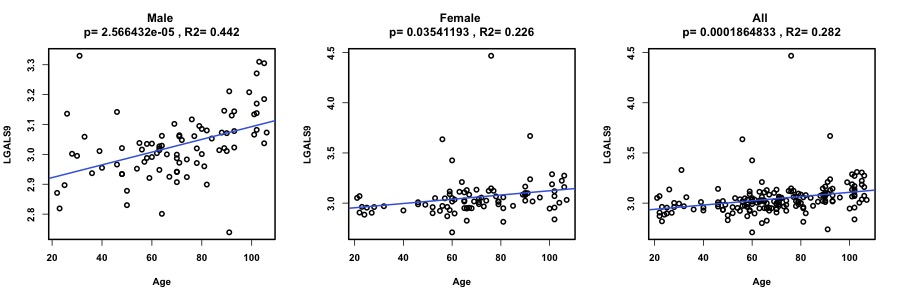 Male
p= 2.566432e-05 , R2= 0.442
LGALS9
3.3
3.2
3.1
3.0
2.9
2.8
20 40 60 80 100
Age
Female
p= 0.03541193 , R2= 0.226
LGALS9
4.5
4.0
3.5
3.0
20 40 60 80 100
Age
All
p= 0.0001864833 , R2= 0.282
LGALS9
4.5
4.0
3.5
3.0
20 40 60 80 100
Age